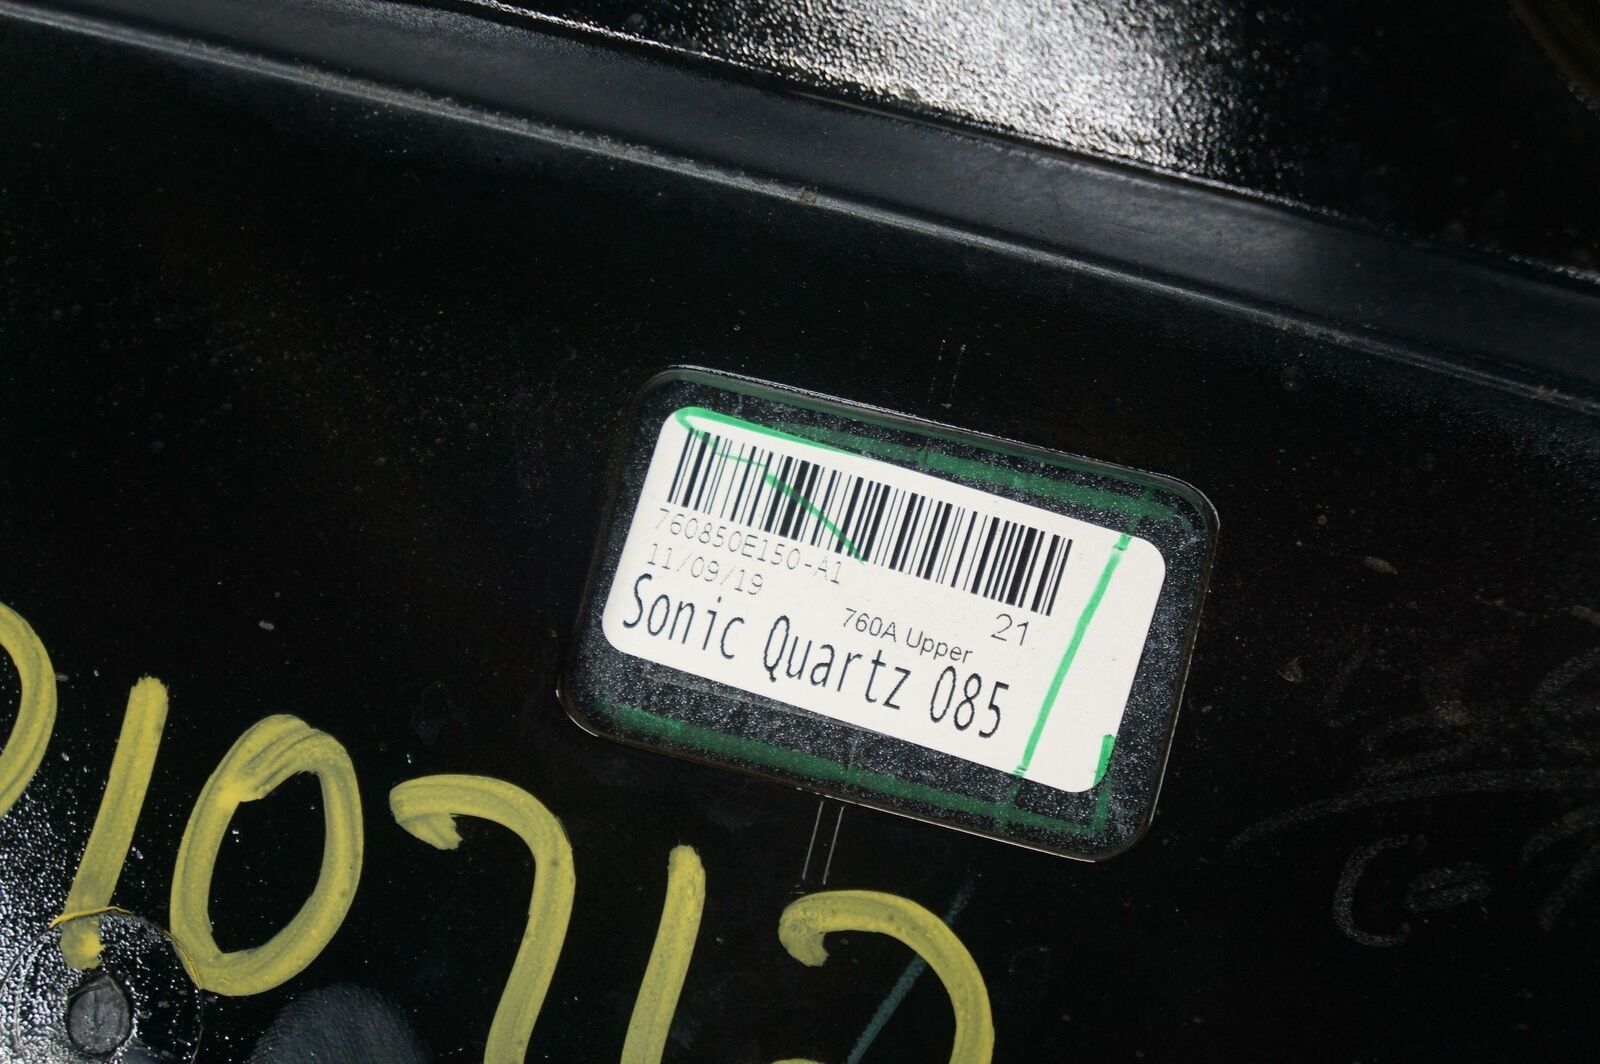 760850E150-A1
11/09/19
760A Upper 21
Sonic Quartz 085